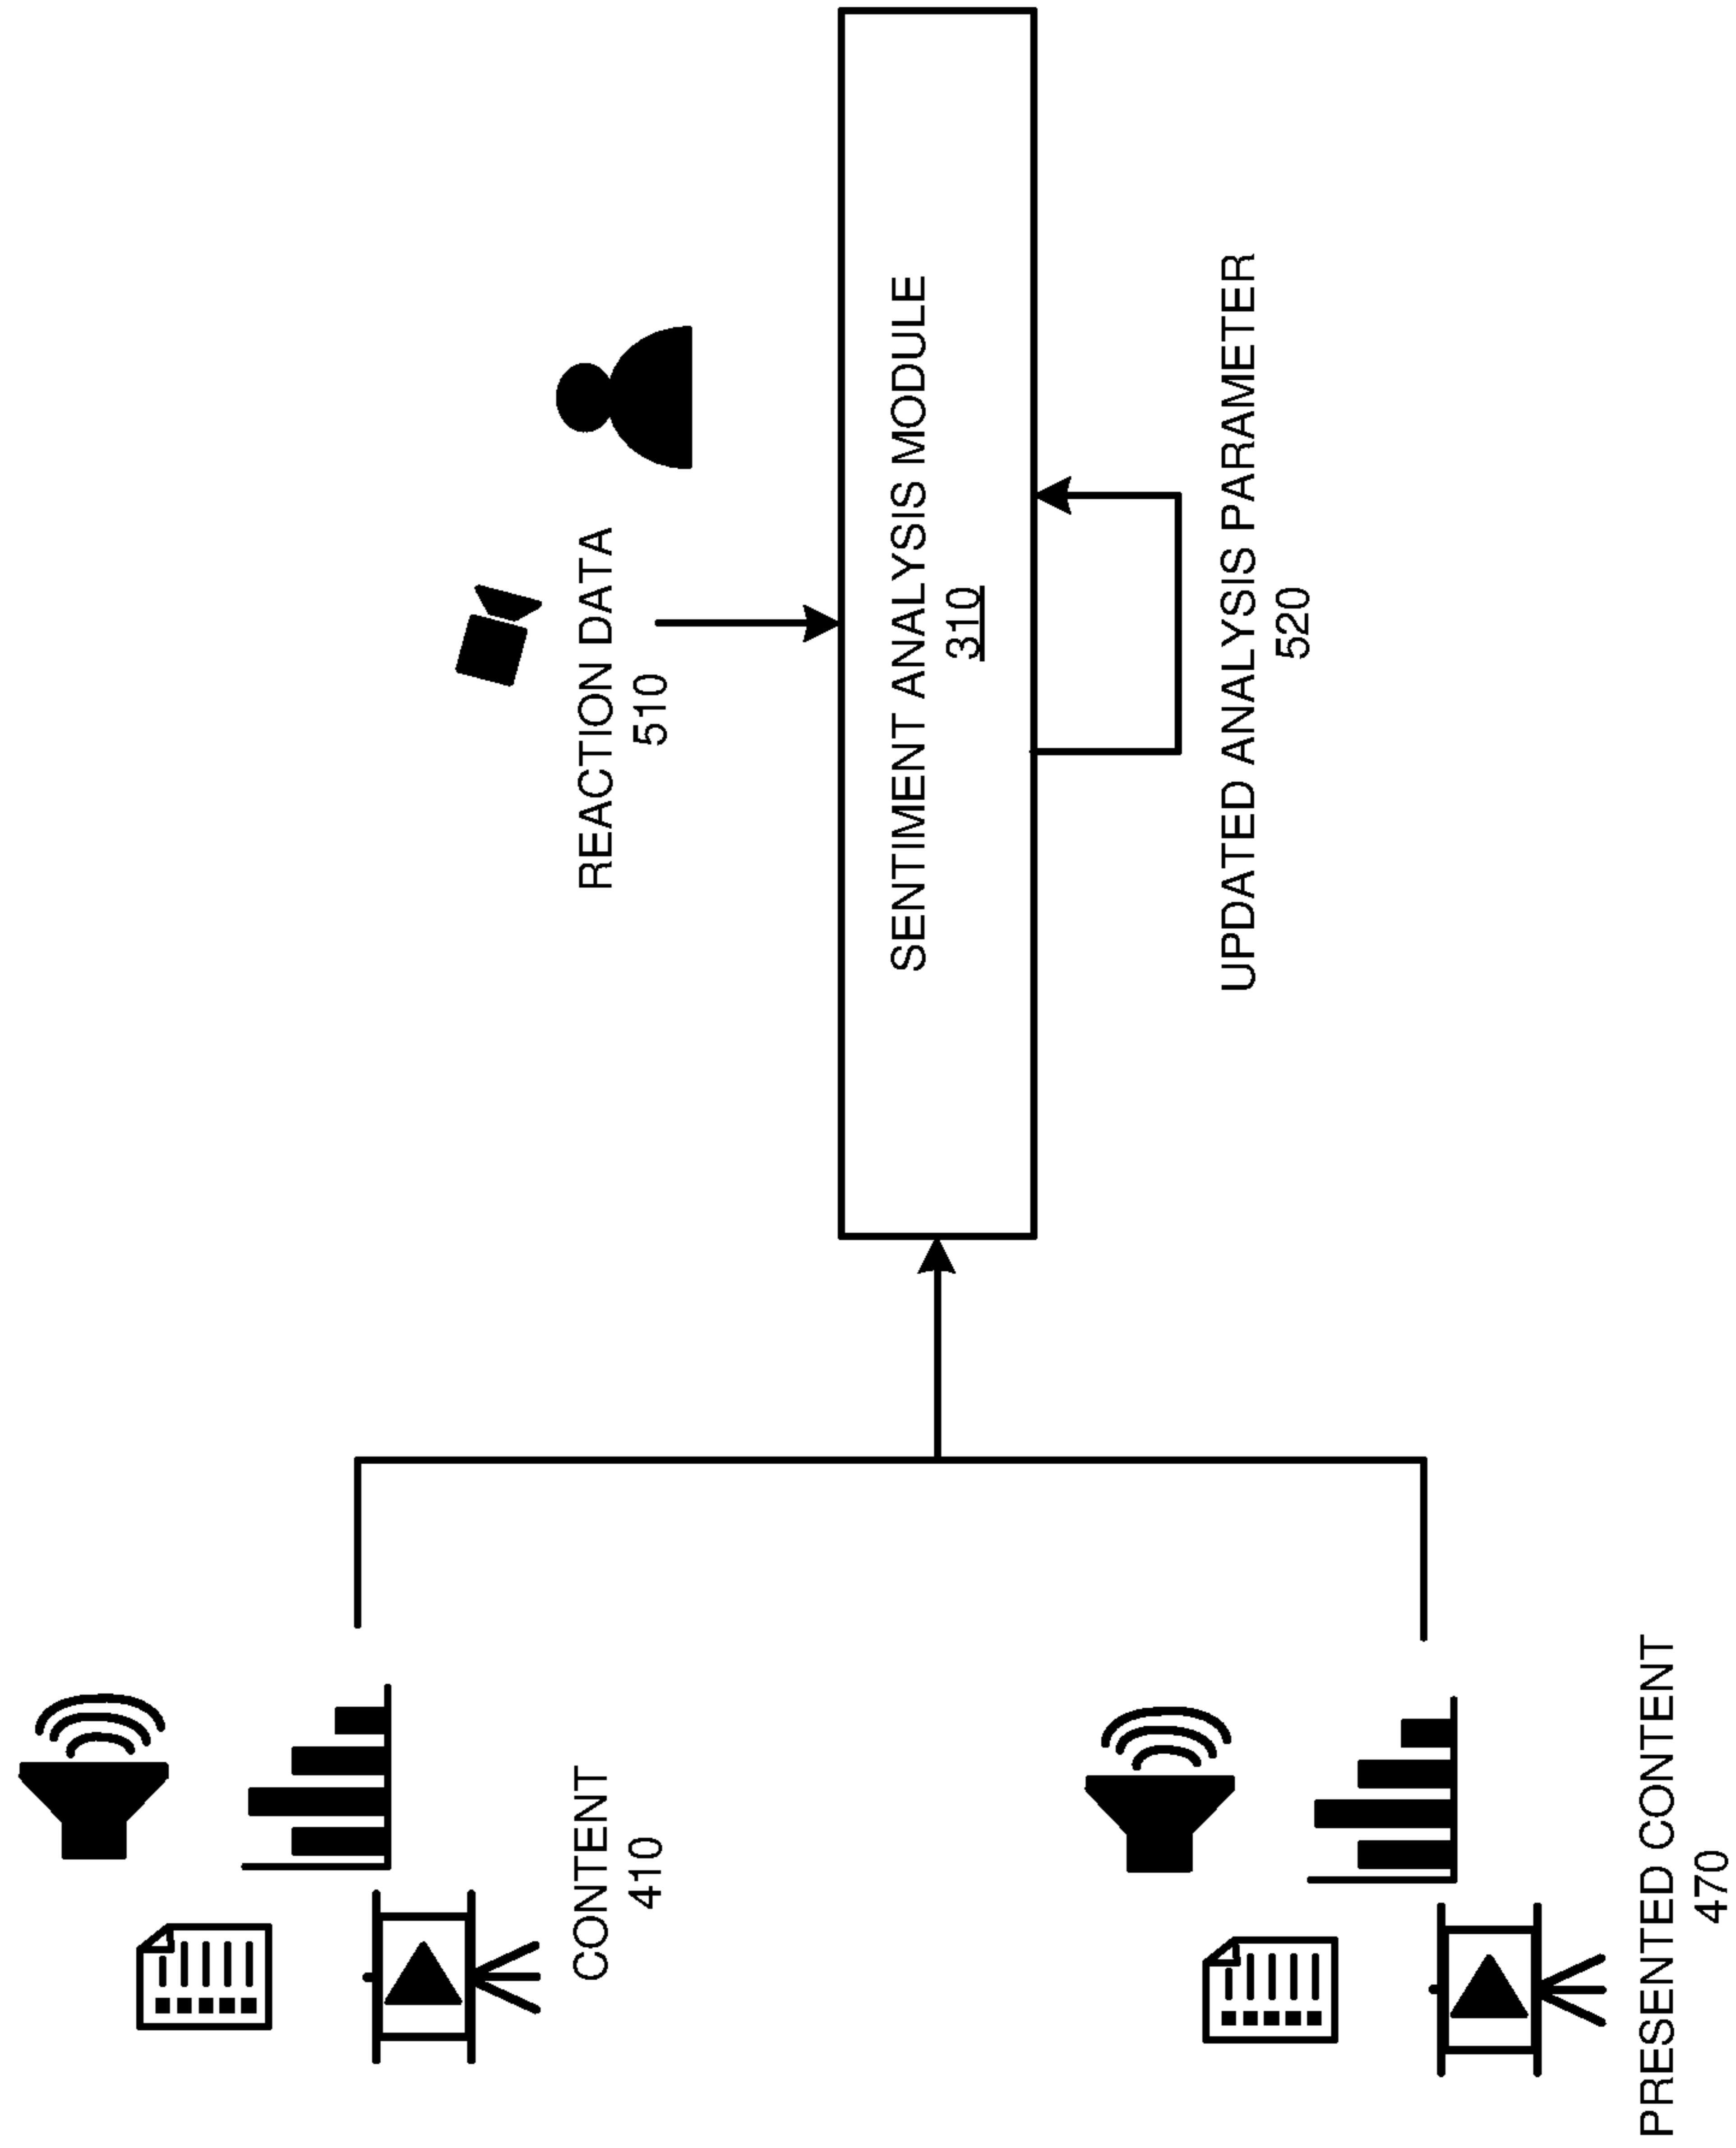 REACTION DATA
510
SENTIMENT ANALYSIS MODULE
310
UPDATED ANALYSIS PARAMETER
520
CONTENT
410
PRESENTED CONTENT
470